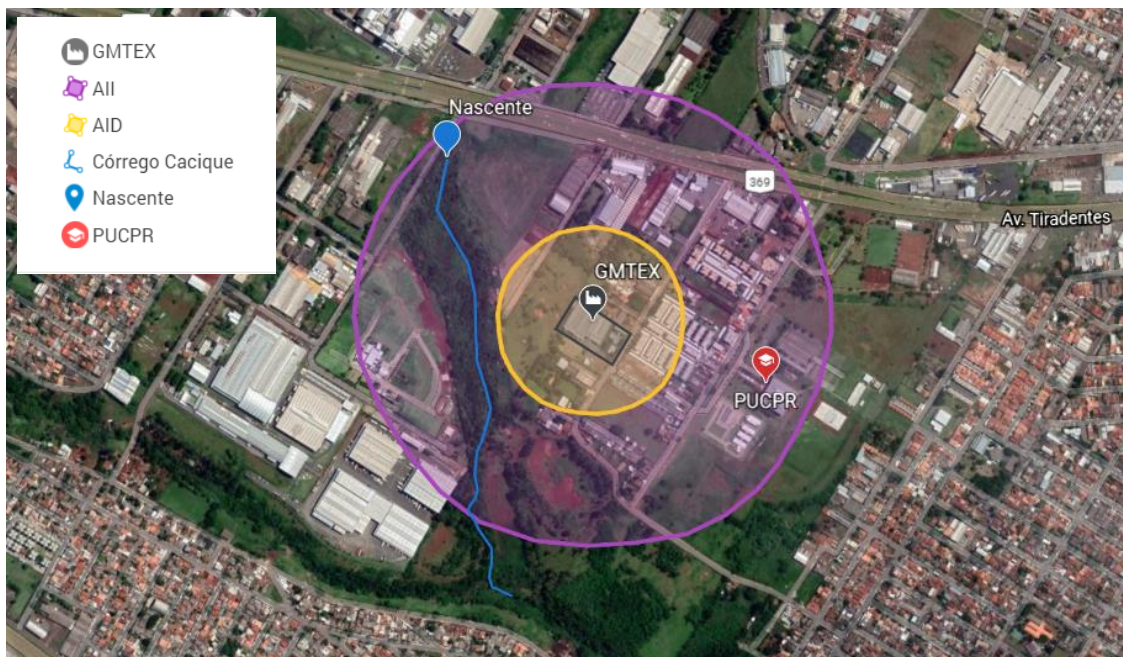 GMTEX
AII
AID
Córrego Cacique
Nascente
PUCPR
Nascente
369
Av. Tiradentes
GMTEX
PUCPR